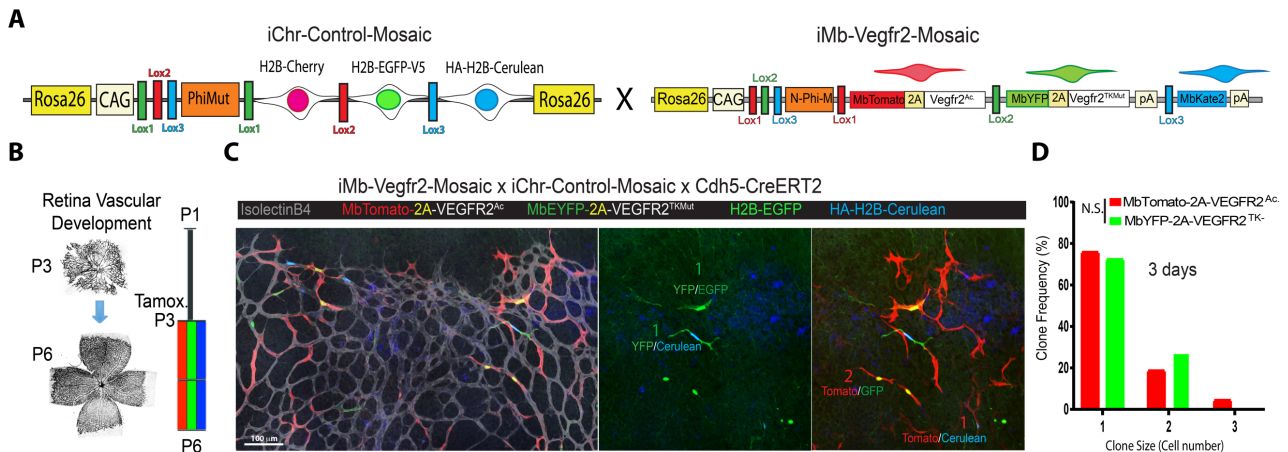 A
iChr-Control-Mosaic
H2B-Cherry
H2B-EGFP-V5
HA-H2B-Cerulean
Lox2
Rosa26
CAG
PhiMut
Rosa26
Lox1
Lox3
Lox1
Lox2
Lox3
X
iMb-Vegfr2-Mosaic
Lox2
Rosa26
CAG
N-Phi-M
MbTomato
2A
Vegfr2Ac.
MbYFP
2A
Vegfr2TKMut
pA
MbKate2
pA
Lox1
Lox3
Lox1
Lox2
Lox3
B
Retina Vascular
Development
P1
P3
Tamox.
P3
P6
P6
C
iMb-Vegfr2-Mosaic x iChr-Control-Mosaic x Cdh5-CreERT2
IsolectinB4 MbTomato-2A-VEGFR2Ac MbEYFP-2A-VEGFR2TKMut H2B-EGFP HA-H2B-Cerulean
100 µm
1
YFP/EGFP
1
YFP/Cerulean
2
Tomato/GFP
1
Tomato/Cerulean
D
N.S.
MbTomato-2A-VEGFR2Ac.
MbYFP-2A-VEGFR2TK-
3 days
Clone Frequency (%)
100
80
60
40
20
0
1 2 3
Clone Size (Cell number)